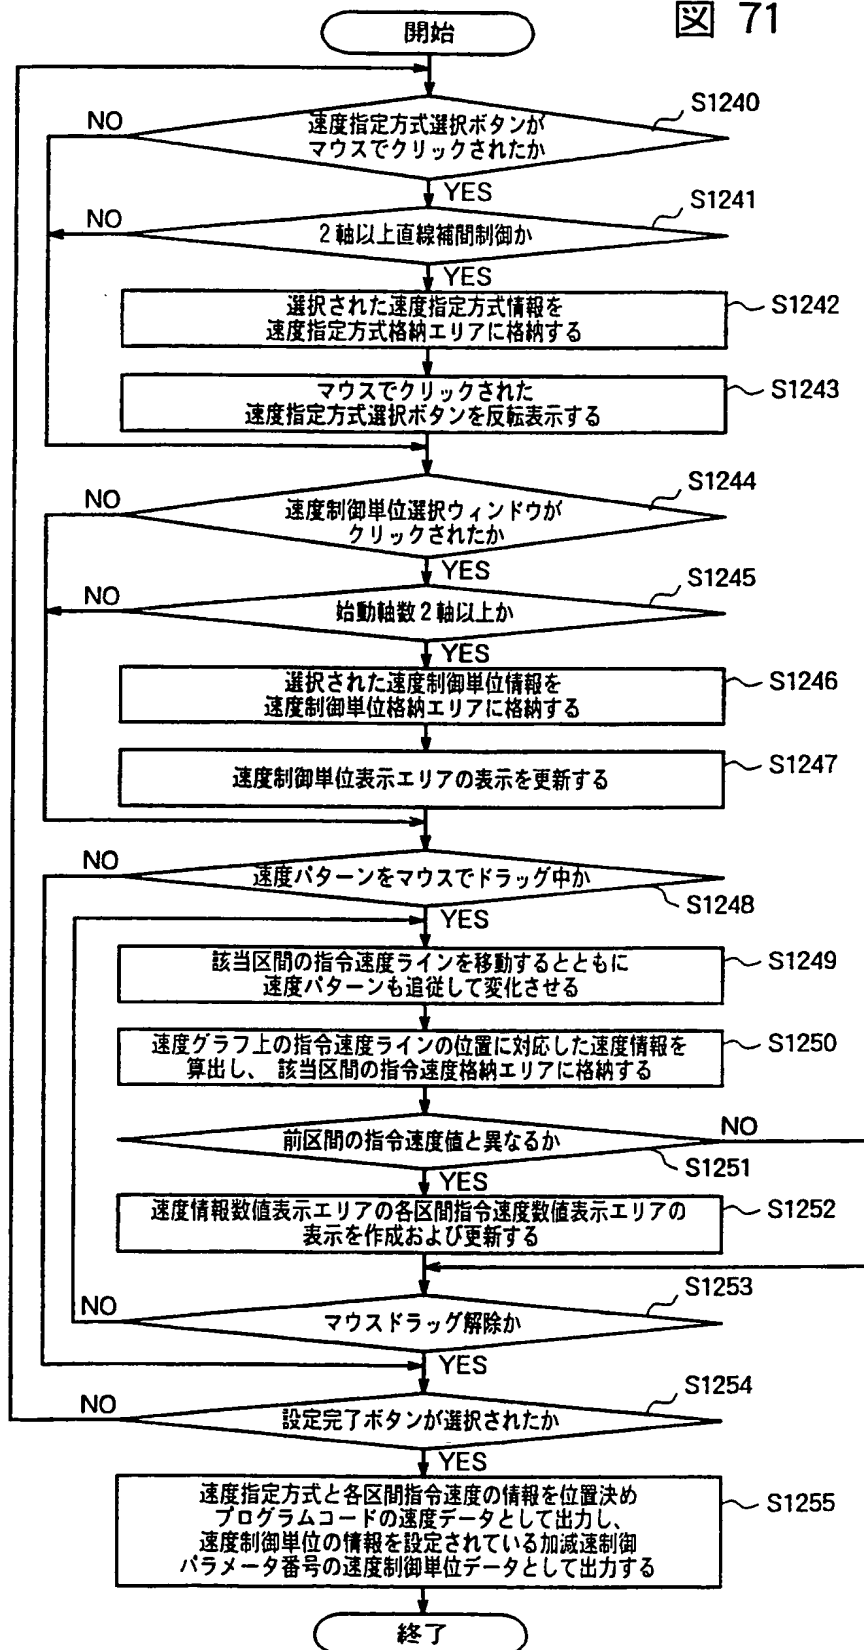 図 71
開始
速度指定方式選択ボタンが
マウスでクリックされたか
S1240
NO
YES
2軸以上直線補間制御か
S1241
NO
YES
選択された速度指定方式情報を
速度指定方式格納エリアに格納する
S1242
マウスでクリックされた
速度指定方式選択ボタンを反転表示する
S1243
速度制御単位選択ウィンドウが
クリックされたか
S1244
NO
YES
始動軸数2軸以上か
S1245
NO
YES
選択された速度制御単位情報を
速度制御単位格納エリアに格納する
S1246
速度制御単位表示エリアの表示を更新する
S1247
速度パターンをマウスでドラッグ中か
S1248
NO
YES
該当区間の指令速度ラインを移動するとともに
速度パターンも追従して変化させる
S1249
速度グラフ上の指令速度ラインの位置に対応した速度情報を
算出し、該当区間の指令速度格納エリアに格納する
S1250
前区間の指令速度値と異なるか
NO
S1251
YES
速度情報数値表示エリアの各区間指令速度数値表示エリアの
表示を作成および更新する
S1252
マウスドラッグ解除か
S1253
NO
YES
設定完了ボタンが選択されたか
S1254
NO
YES
速度指定方式と各区間指令速度の情報を位置決め
プログラムコードの速度データとして出力し、
速度制御単位の情報を設定されている加減速制御
パラメータ番号の速度制御単位データとして出力する
S1255
終了